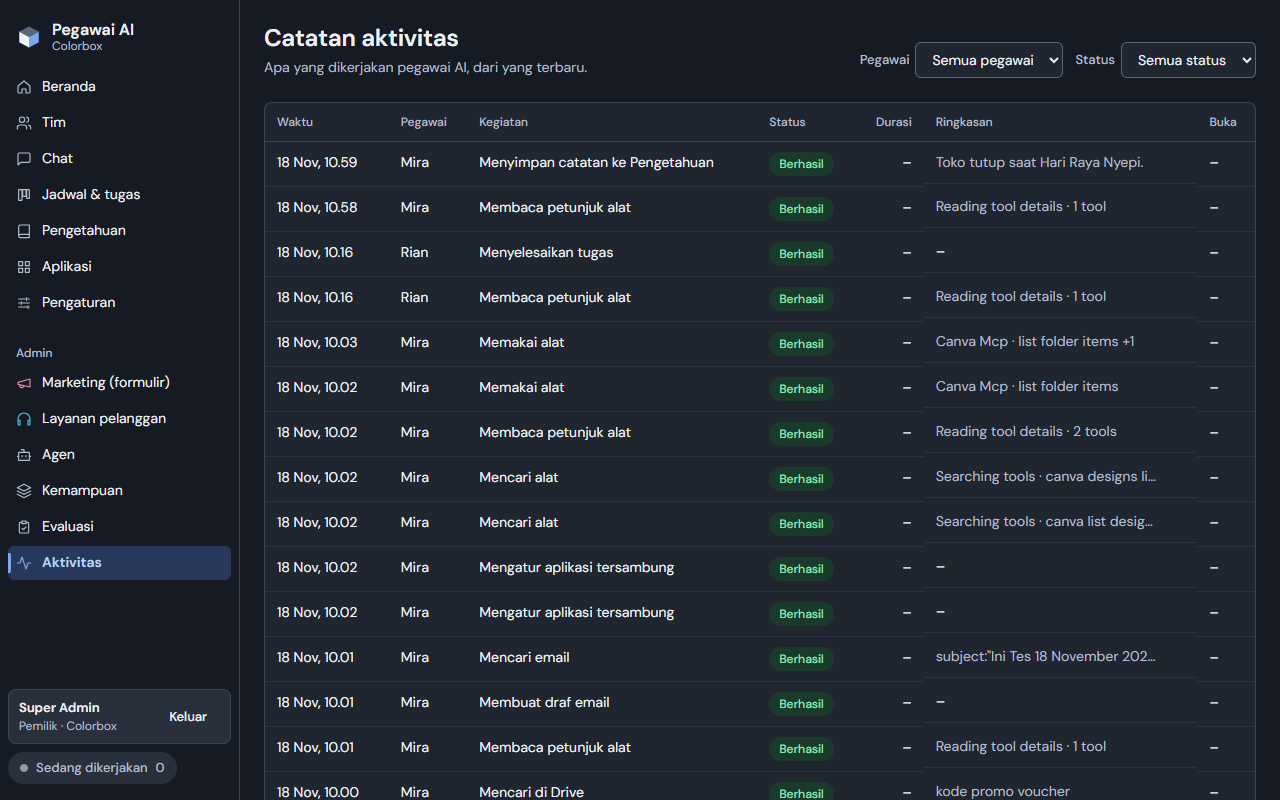 Pegawai AI
Colorbox
Beranda
Tim
Chat
Jadwal & tugas
Pengetahuan
Aplikasi
Pengaturan
Admin
Marketing (formulir)
Layanan pelanggan
Agen
Kemampuan
Evaluasi
Aktivitas
Super Admin
Pemilik · Colorbox
Keluar
Sedang dikerjakan 0
Catatan aktivitas
Apa yang dikerjakan pegawai AI, dari yang terbaru.
Pegawai Semua pegawai Status Semua status
Waktu Pegawai Kegiatan Status Durasi Ringkasan Buka
18 Nov, 10.59 Mira Menyimpan catatan ke Pengetahuan Berhasil – Toko tutup saat Hari Raya Nyepi. –
18 Nov, 10.58 Mira Membaca petunjuk alat Berhasil – Reading tool details · 1 tool –
18 Nov, 10.16 Rian Menyelesaikan tugas Berhasil – – –
18 Nov, 10.16 Rian Membaca petunjuk alat Berhasil – Reading tool details · 1 tool –
18 Nov, 10.03 Mira Memakai alat Berhasil – Canva Mcp · list folder items +1 –
18 Nov, 10.02 Mira Memakai alat Berhasil – Canva Mcp · list folder items –
18 Nov, 10.02 Mira Membaca petunjuk alat Berhasil – Reading tool details · 2 tools –
18 Nov, 10.02 Mira Mencari alat Berhasil – Searching tools · canva designs li... –
18 Nov, 10.02 Mira Mencari alat Berhasil – Searching tools · canva list desig... –
18 Nov, 10.02 Mira Mengatur aplikasi tersambung Berhasil – – –
18 Nov, 10.02 Mira Mengatur aplikasi tersambung Berhasil – – –
18 Nov, 10.01 Mira Mencari email Berhasil – subject:"Ini Tes 18 November 202... –
18 Nov, 10.01 Mira Membuat draf email Berhasil – – –
18 Nov, 10.01 Mira Membaca petunjuk alat Berhasil – Reading tool details · 1 tool –
18 Nov, 10.00 Mira Mencari di Drive Berhasil – kode promo voucher –